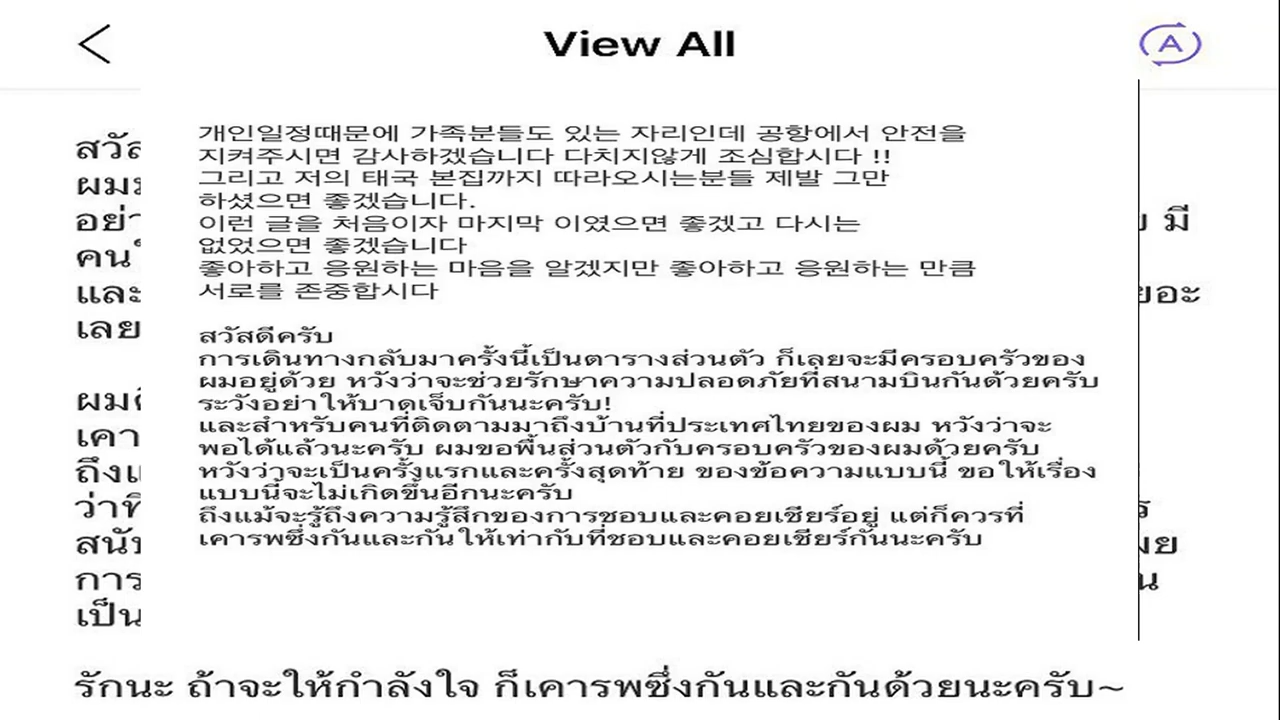 View All
A
개인일정때문에 가족분들도 있는 자리인데 공항에서 안전을
지켜주시면 감사하겠습니다 다치지않게 조심합시다 !!
그리고 저의 태국 본집까지 따라오시는분들 제발 그만
하셨으면 좋겠습니다.
이런 글을 처음이자 마지막 이였으면 좋겠고 다시는
없었으면 좋겠습니다
좋아하고 응원하는 마음을 알겠지만 좋아하고 응원하는 만큼
서로를 존중합시다
สวัสดีครับ
การเดินทางกลับมาครั้งนี้เป็นตารางส่วนตัว ก็เลยจะมีครอบครัวของ
ผมอยู่ด้วย หวังว่าจะช่วยรักษาความปลอดภัยที่สนามบินกันด้วยครับ
ระวังอย่าให้บาดเจ็บกันนะครับ!
และสำหรับคนที่ติดตามมาถึงบ้านที่ประเทศไทยของผม หวังว่าจะ
พอได้แล้วนะครับ ผมขอพื้นส่วนตัวกับครอบครัวของผมด้วยครับ
หวังว่าจะเป็นครั้งแรกและครั้งสุดท้าย ของข้อความแบบนี้ ขอให้เรื่อง
แบบนี้จะไม่เกิดขึ้นอีกนะครับ
ถึงแม้จะรู้ถึงความรู้สึกของการชอบและคอยเชียร์อยู่ แต่ก็ควรที่
เคารพซึ่งกันและกันให้เท่ากับที่ชอบและคอยเชียร์กันนะครับ
รักนะ ถ้าจะให้กำลังใจ ก็เคารพซึ่งกันและกันด้วยนะครับ~